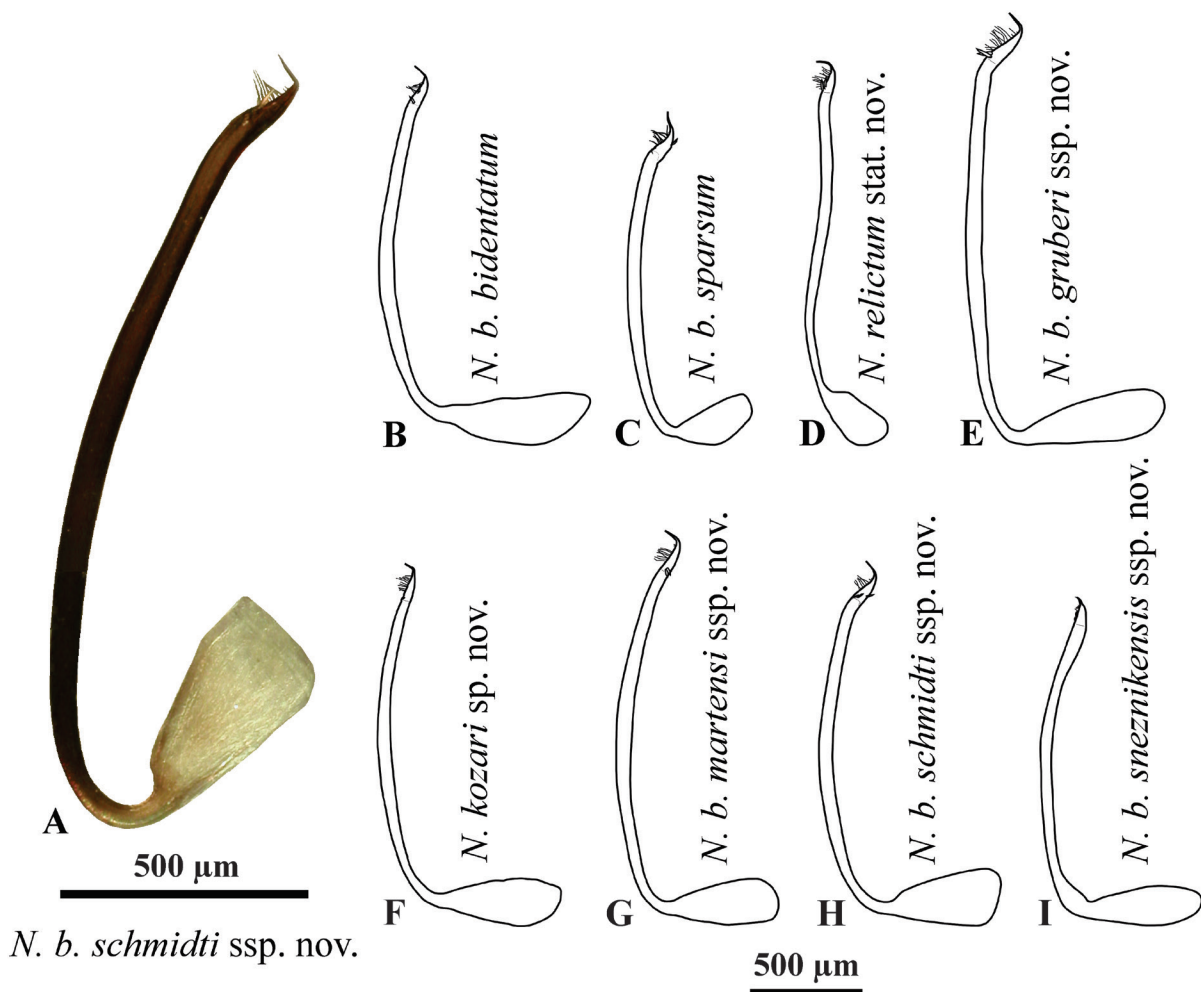 A
500 µm
N. b. schmidti ssp. nov.
B
N. b. bidentatum
C
N. b. sparsum
D
N. relictum stat. nov.
E
N. b. gruberi ssp. nov.
F
N. kozari sp. nov.
G
N. b. martensi ssp. nov.
H
N. b. schmidti ssp. nov.
I
N. b. sneznikensis ssp. nov.
500 µm